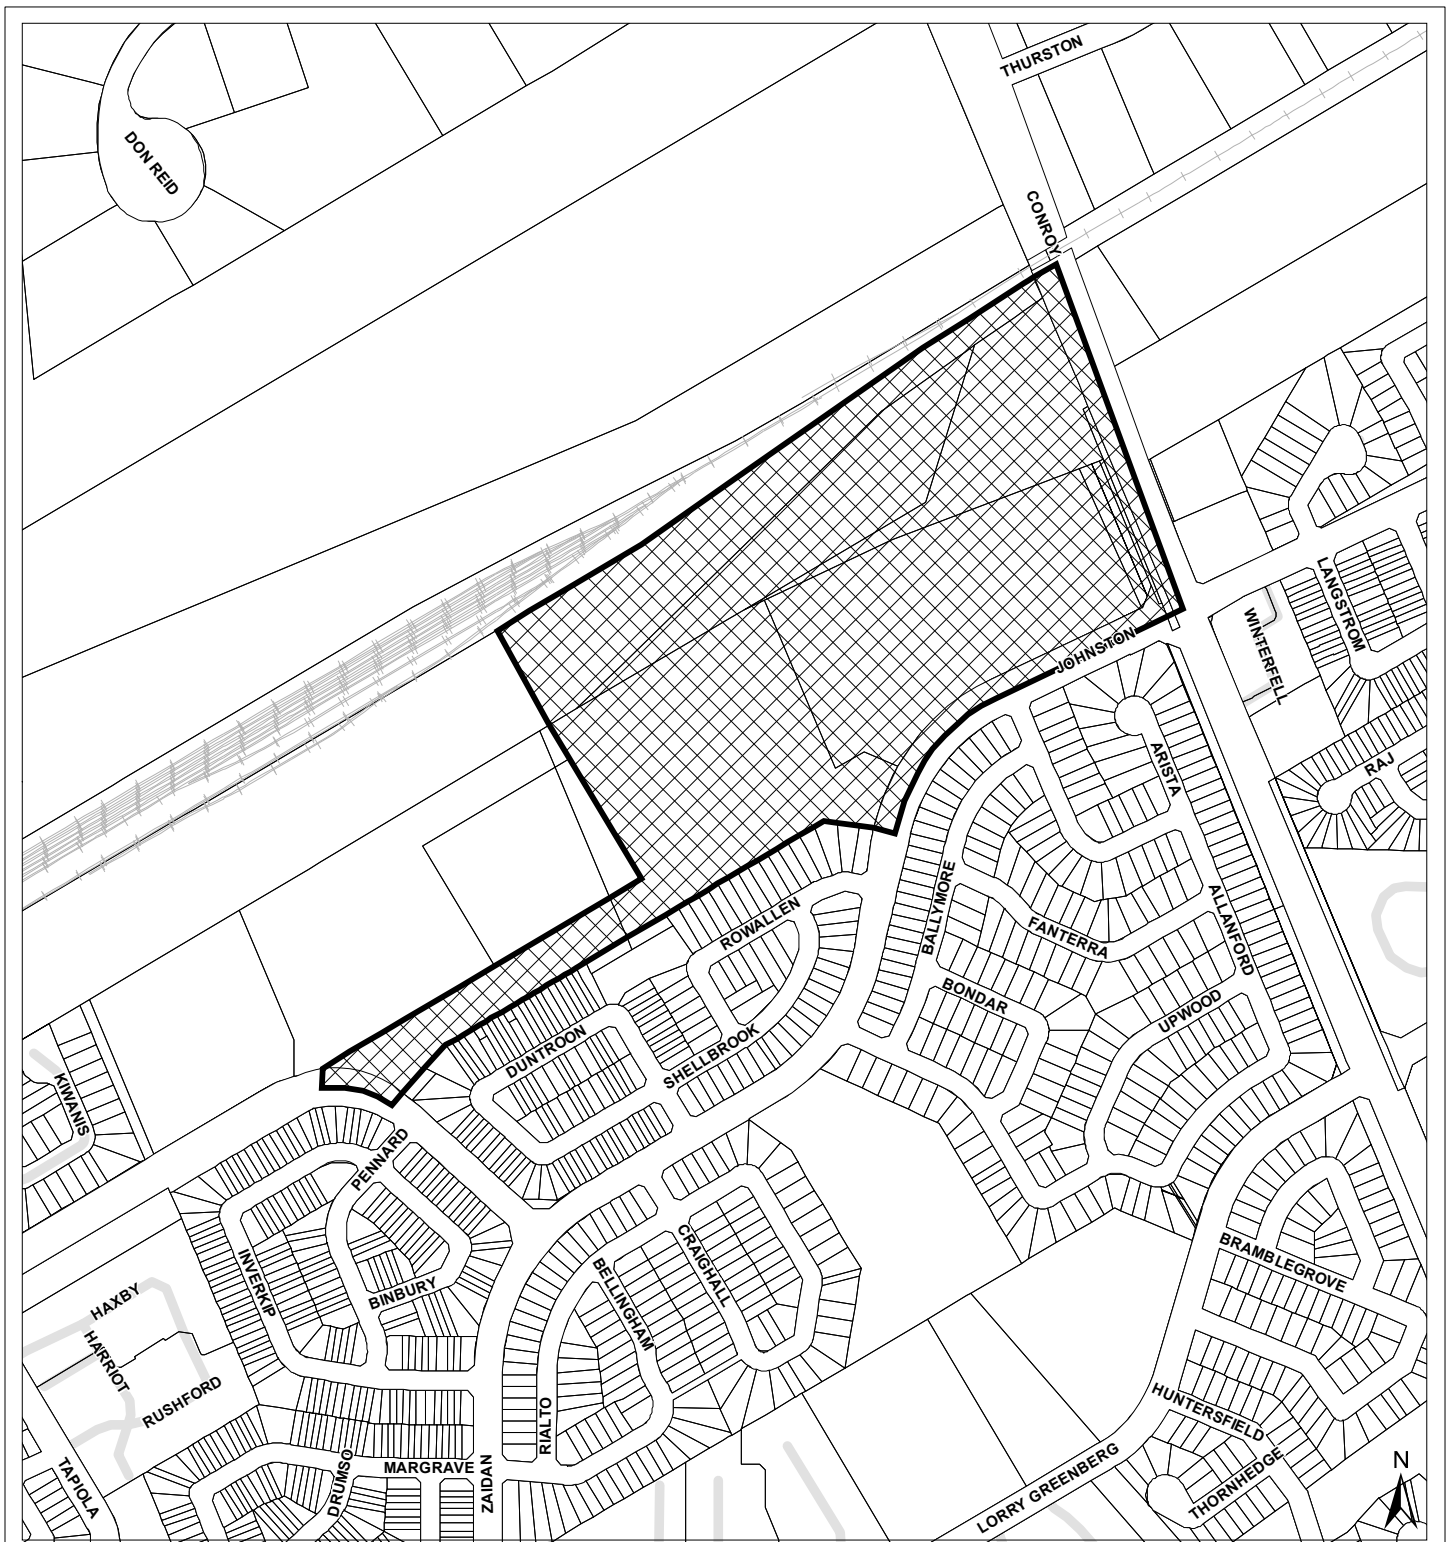 THURSTON
DON REID
CONROY
LANGSTROM
WINTERFELL
JOHNSTON
ARISTA
RAJ
BALLYMORE
ALLANFORD
ROWALLEN
FANTERRA
BONDAR
UPWOOD
DUNTROON
SHELLBROOK
KIWANIS
PENNARD
INVERKIP
CRAIGHALL
BRAMBLEGROVE
BELLINGHAM
BINBURY
HAXBY
HARRIOT
RUSHFORD
RIALTO
HUNTERSFIELD
LORRY GREENBERG
THORNHEDGE
N
TAPIOLA
DRUMSO
MARGRAVE
ZAIDAN